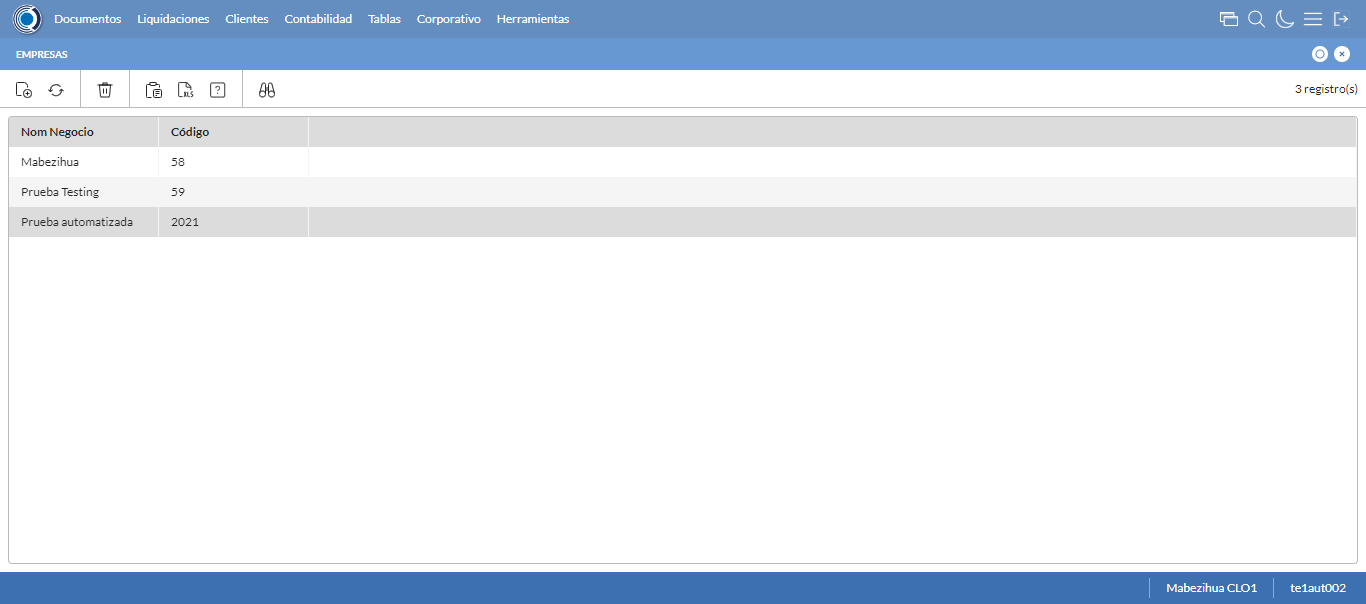 Documentos Liquidaciones Clientes Contabilidad Tablas Corporativo Herramientas
EMPRESAS
XLS ? 3 registro(s)
Nom Negocio Código
Mabezihua 58
Prueba Testing 59
Prueba automatizada 2021
Mabezihua CLO1 te1aut002